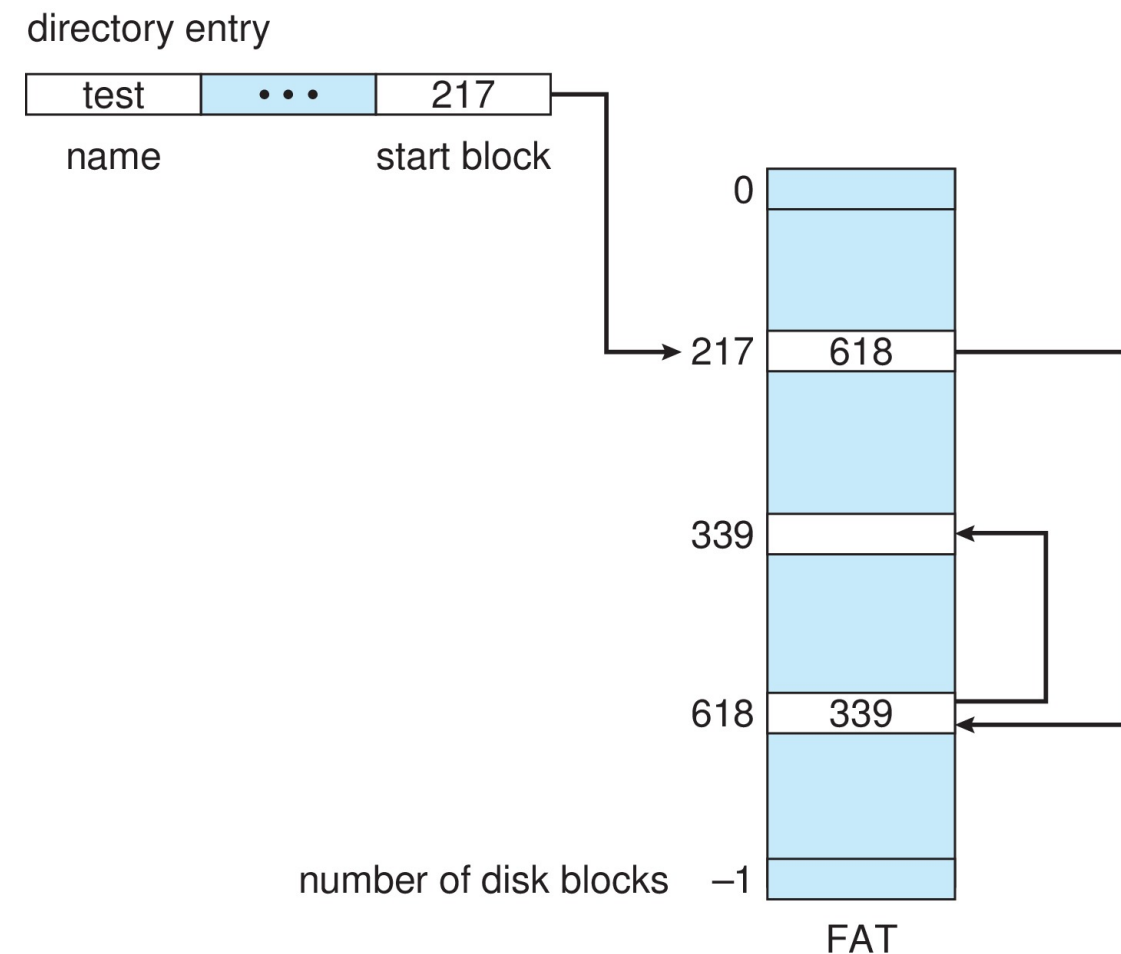 directory entry
test ••• 217
name start block
0
217 618
339
618 339
number of disk blocks –1
FAT